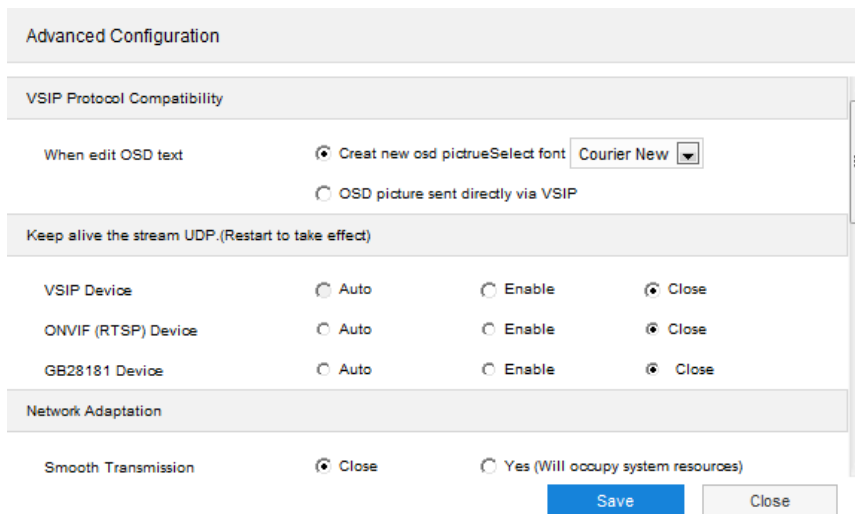 Advanced Configuration
VSIP Protocol Compatibility
When edit OSD text Creat new osd pictrueSelect font Courier New
OSD picture sent directly via VSIP
Keep alive the stream UDP.(Restart to take effect)
VSIP Device Auto Enable Close
ONVIF (RTSP) Device Auto Enable Close
GB28181 Device Auto Enable Close
Network Adaptation
Smooth Transmission Close Yes (Will occupy system resources)
Save Close